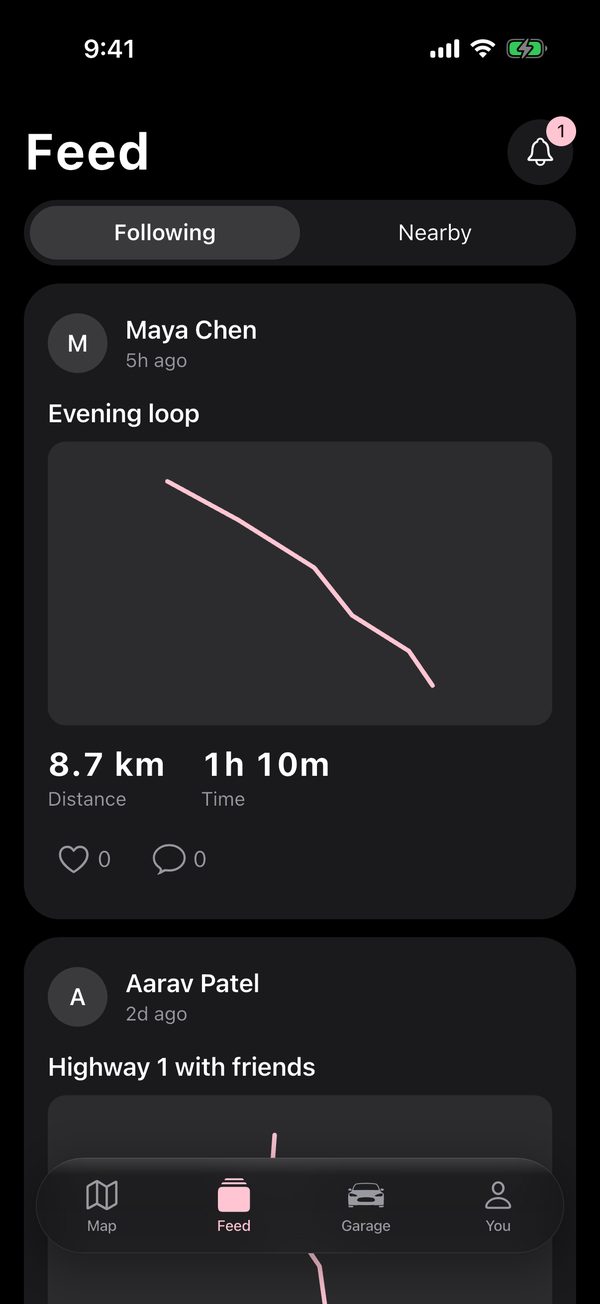 9:41
Feed
1
Following
Nearby
M
Maya Chen
5h ago
Evening loop
8.7 km
1h 10m
Distance
Time
0
0
A
Aarav Patel
2d ago
Highway 1 with friends
Map
Feed
Garage
You